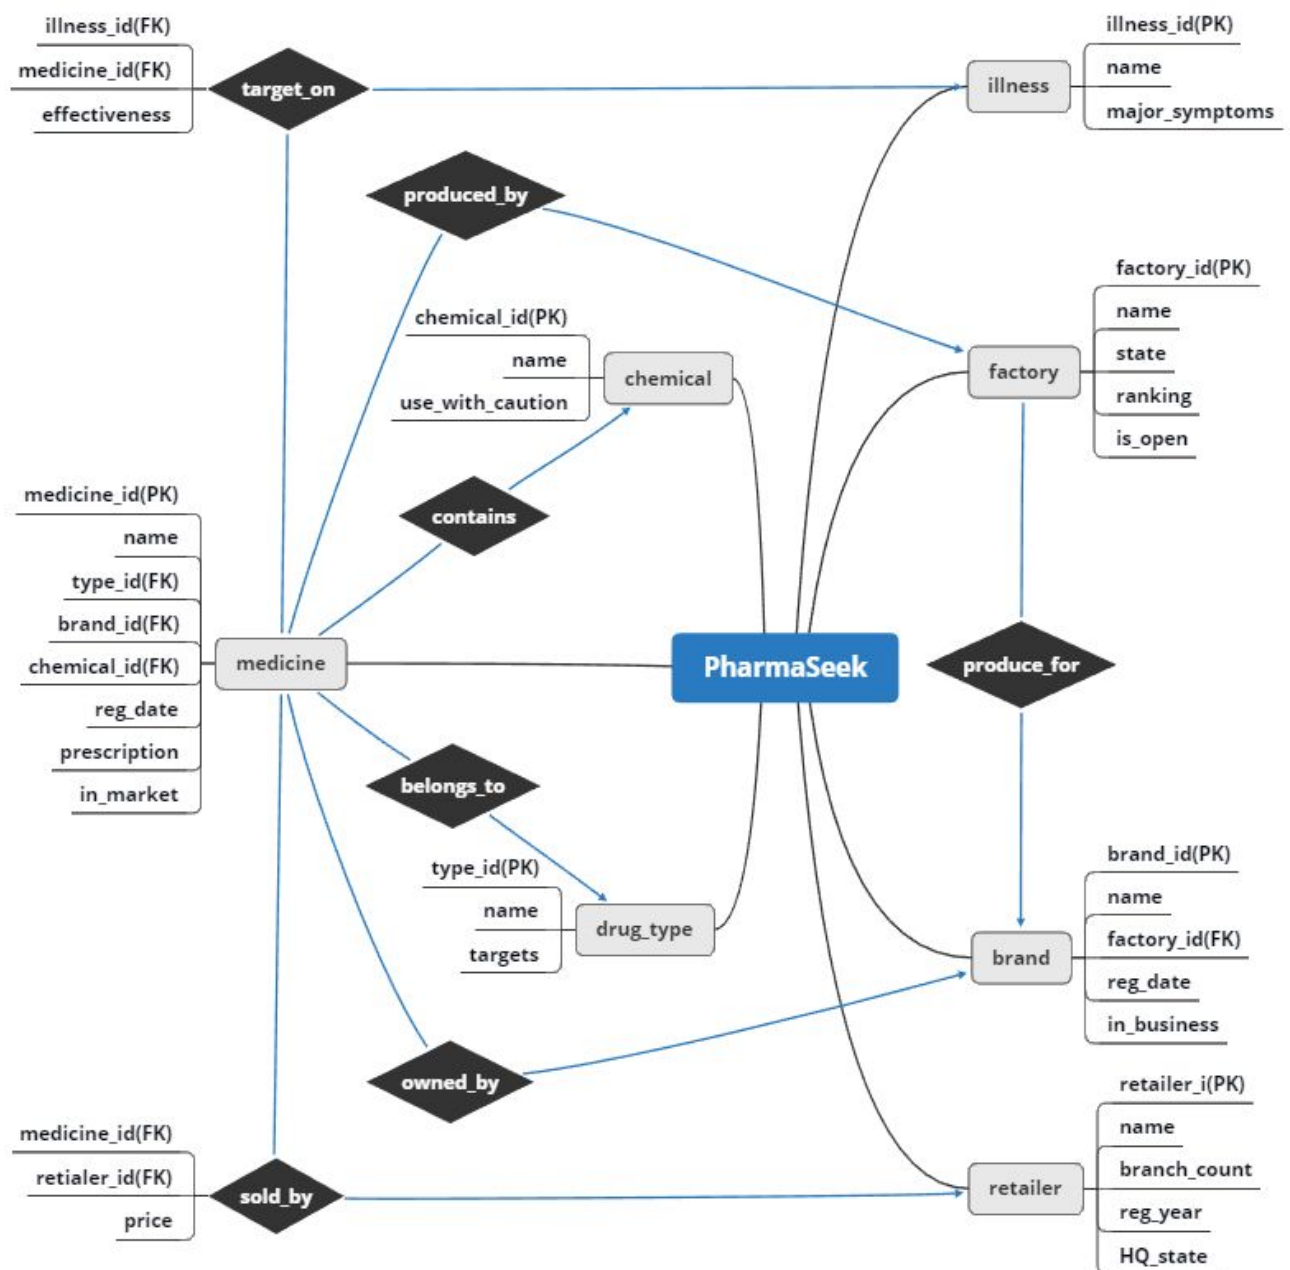 illness_id(FK)
medicine_id(FK)
effectiveness
target_on
illness
illness_id(PK)
name
major_symptoms
produced_by
chemical_id(PK)
name
use_with_caution
chemical
factory
factory_id(PK)
name
state
ranking
is_open
contains
medicine_id(PK)
name
type_id(FK)
brand_id(FK)
chemical_id(FK)
reg_date
prescription
in_market
medicine
PharmaSeek
produce_for
belongs_to
type_id(PK)
name
targets
drug_type
brand
brand_id(PK)
name
factory_id(FK)
reg_date
in_business
owned_by
medicine_id(FK)
retialer_id(FK)
price
sold_by
retailer
retailer_i(PK)
name
branch_count
reg_year
HQ_state